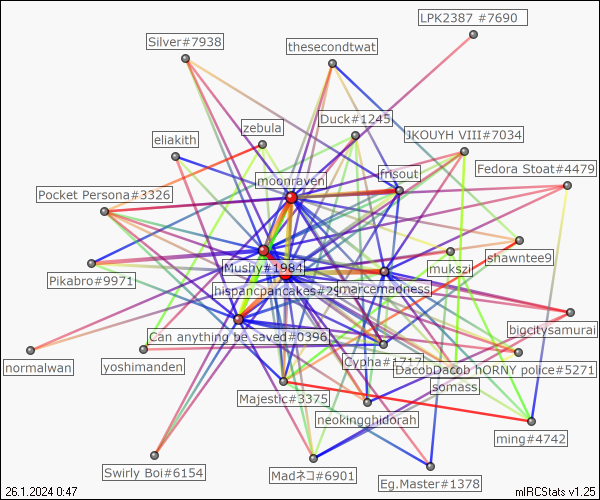 LPK2387 #7690
Silver#7938
thesecondtwat
Duck#1245
zebula
JKOUYH VIII#7034
eliakith
Fedora Stoat#4479
moonraven
frisout
Pocket Persona#3326
shawntee9
Mushy#1984
mukszil
Pikabro#9971
hispancpancakes#29
marcemadness
bigcitysamurai
Can anything be saved#0396
normalwan
yoshimanden
Cypha#1717
DacobDacob hORNY police#5271
somass
Majestic#3375
neokingghidorah
ming#4742
Swirly Boi#6154
Madネコ#6901
Eg.Master#1378
26.1.2024 0:47
mIRCStats v1.25